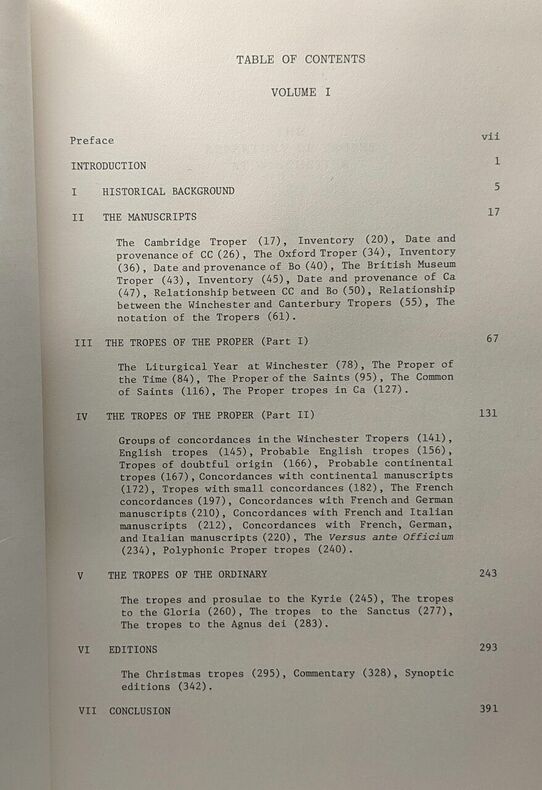 TABLE OF CONTENTS
VOLUME I
Preface vii
INTRODUCTION 1
I HISTORICAL BACKGROUND 5
II THE MANUSCRIPTS 17
The Cambridge Troper (17), Inventory (20), Date and
provenance of CC (26), The Oxford Troper (34), Inventory
(36), Date and provenance of Bo (40), The British Museum
Troper (43), Inventory (45), Date and provenance of Ca
(47), Relationship between CC and Bo (50), Relationship
between the Winchester and Canterbury Tropers (55), The
notation of the Tropers (61).
III THE TROPES OF THE PROPER (Part I) 67
The Liturgical Year at Winchester (78), The Proper of
the Time (84), The Proper of the Saints (95), The Common
of Saints (116), The Proper tropes in Ca (127).
IV THE TROPES OF THE PROPER (Part II) 131
Groups of concordances in the Winchester Tropers (141),
English tropes (145), Probable English tropes (156),
Tropes of doubtful origin (166), Probable continental
tropes (167), Concordances with continental manuscripts
(172), Tropes with small concordances (182), The French
concordances (197), Concordances with French and German
manuscripts (210), Concordances with French and Italian
manuscripts (212), Concordances with French, German,
and Italian manuscripts (220), The Versus ante Officium
(234), Polyphonic Proper tropes (240).
V THE TROPES OF THE ORDINARY 243
The tropes and prosulae to the Kyrie (245), The tropes
to the Gloria (260), The tropes to the Sanctus (277),
The tropes to the Agnus dei (283).
VI EDITIONS 293
The Christmas tropes (295), Commentary (328), Synoptic
editions (342).
VII CONCLUSION 391